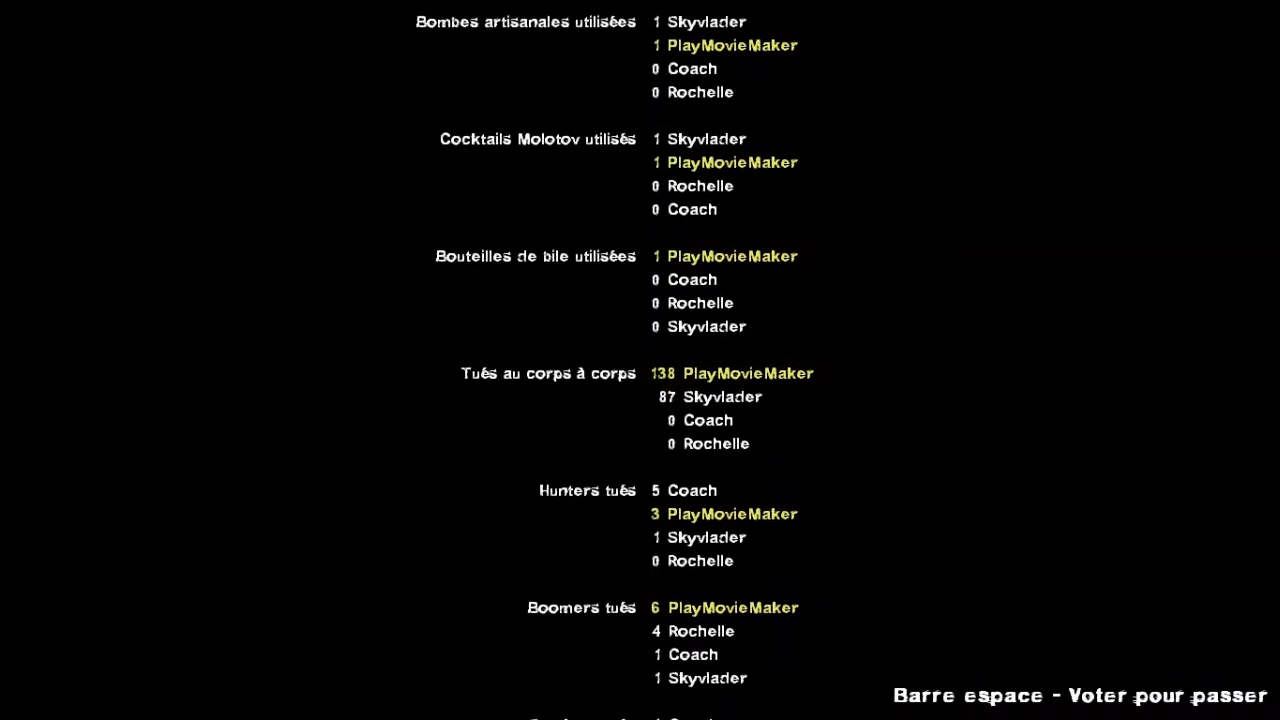 Bombes artisanales utilisées 1 Skyvlader
1 PlayMovieMaker
0 Coach
0 Rochelle
Cocktails Molotov utilisés 1 Skyvlader
1 PlayMovieMaker
0 Rochelle
0 Coach
Bouteilles de bile utilisées 1 PlayMovieMaker
0 Coach
0 Rochelle
0 Skyvlader
Tués au corps à corps 138 PlayMovieMaker
87 Skyvlader
0 Coach
0 Rochelle
Hunters tués 5 Coach
3 PlayMovieMaker
1 Skyvlader
0 Rochelle
Boomers tués 6 PlayMovieMaker
4 Rochelle
1 Coach
1 Skyvlader
Barre espace - Voter pour passer